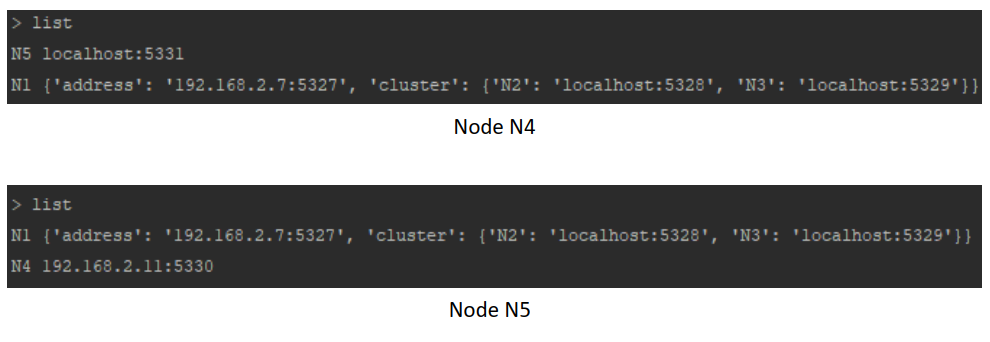 > list
N5 localhost:5331
N1 {'address': '192.168.2.7:5327', 'cluster': {'N2': 'localhost:5328', 'N3': 'localhost:5329'}}
Node N4
> list
N1 {'address': '192.168.2.7:5327', 'cluster': {'N2': 'localhost:5328', 'N3': 'localhost:5329'}}
N4 192.168.2.11:5330
Node N5